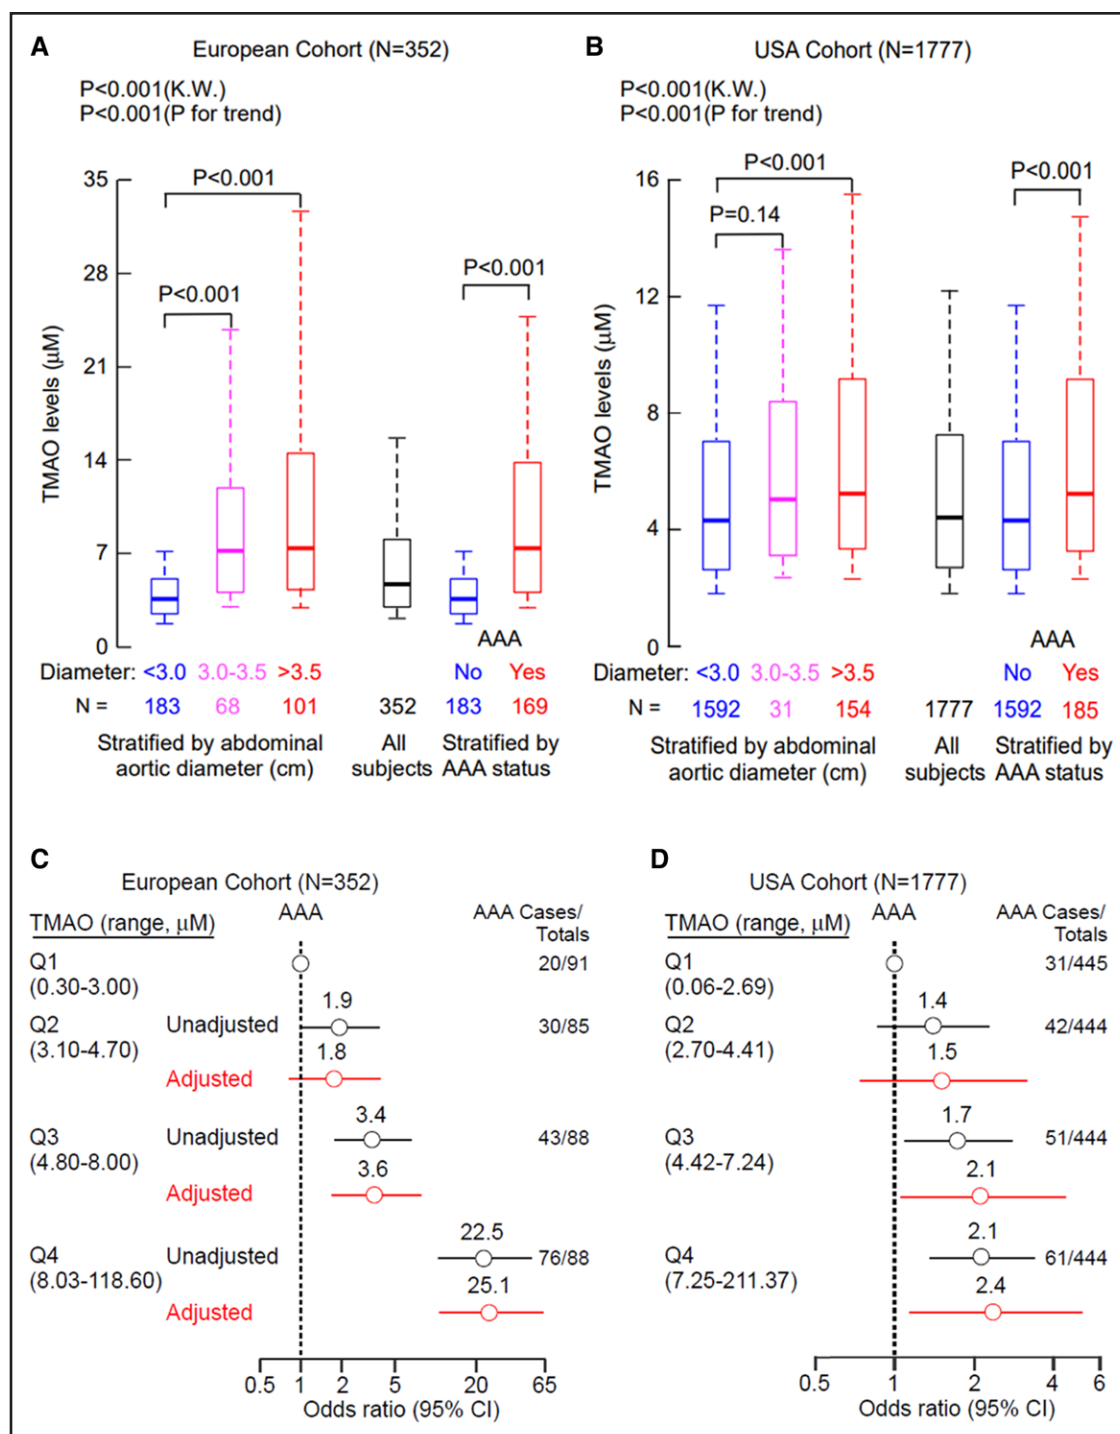 A
European Cohort (N=352)
P<0.001(K.W.)
P<0.001(P for trend)
TMAO levels (μM)
35
28
21
14
7
0
P<0.001
P<0.001
P<0.001
AAA
Diameter: <3.0 3.0-3.5 >3.5 No Yes
N = 183 68 101 352 183 169
Stratified by abdominal All Stratified by
aortic diameter (cm) subjects AAA status
B
USA Cohort (N=1777)
P<0.001(K.W.)
P<0.001(P for trend)
TMAO levels (μM)
16
12
8
4
0
P<0.001
P=0.14
P<0.001
AAA
Diameter: <3.0 3.0-3.5 >3.5 No Yes
N = 1592 31 154 1777 1592 185
Stratified by abdominal All Stratified by
aortic diameter (cm) subjects AAA status
C
European Cohort (N=352)
TMAO (range, μM) AAA AAA Cases/
Totals
Q1 20/91
(0.30-3.00)
1.9
Q2 Unadjusted 30/85
(3.10-4.70)
1.8
Adjusted
3.4
Q3 Unadjusted 43/88
(4.80-8.00)
3.6
Adjusted
22.5
Q4 Unadjusted 76/88
(8.03-118.60)
25.1
Adjusted
0.5 1 2 5 20 65
Odds ratio (95% CI)
D
USA Cohort (N=1777)
TMAO (range, μM) AAA AAA Cases/
Totals
Q1 31/445
(0.06-2.69)
1.4
Q2 42/444
(2.70-4.41)
1.5
1.7
Q3 51/444
(4.42-7.24)
2.1
2.1
Q4 61/444
(7.25-211.37)
2.4
0.5 1 2 4 6
Odds ratio (95% CI)